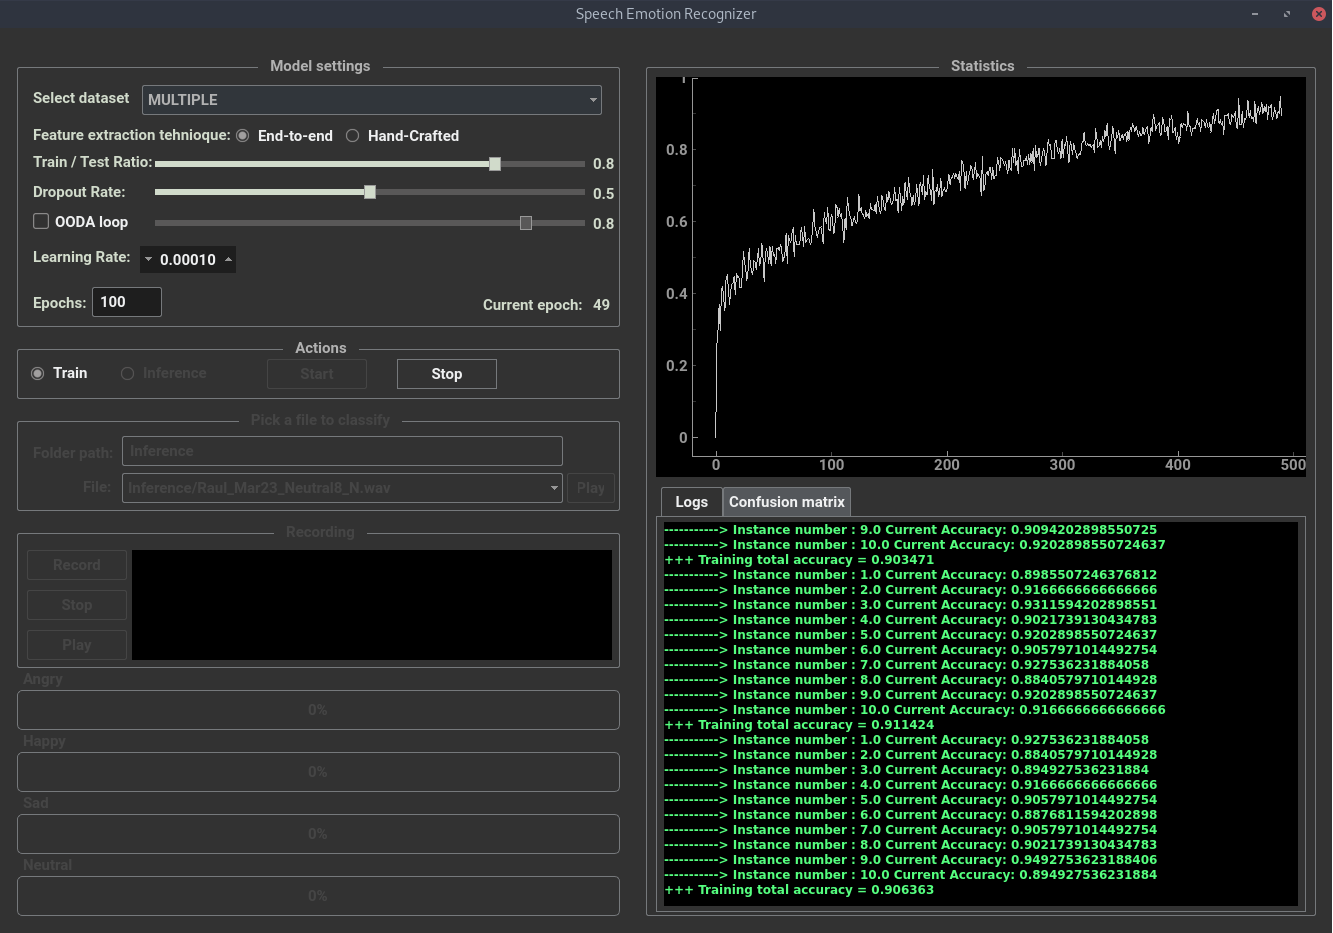 Speech Emotion Recognizer
Model settings
Select dataset MULTIPLE
Feature extraction tehnioque: End-to-end Hand-Crafted
Train / Test Ratio: 0.8
Dropout Rate: 0.5
OODA loop 0.8
Learning Rate: 0.00010
Epochs: 100 Current epoch: 49
Actions
Train Inference Start Stop
Pick a file to classify
Folder path: Inference
File: Inference/Raul_Mar23_Neutral8_N.wav Play
Recording
Record
Stop
Play
Angry
0%
Happy
0%
Sad
0%
Neutral
0%
Statistics
1
0.8
0.6
0.4
0.2
0
0 100 200 300 400 500
Logs Confusion matrix
-----------> Instance number : 9.0 Current Accuracy: 0.9094202898550725
-----------> Instance number : 10.0 Current Accuracy: 0.9202898550724637
+++ Training total accuracy = 0.903471
-----------> Instance number : 1.0 Current Accuracy: 0.8985507246376812
-----------> Instance number : 2.0 Current Accuracy: 0.9166666666666666
-----------> Instance number : 3.0 Current Accuracy: 0.9311594202898551
-----------> Instance number : 4.0 Current Accuracy: 0.9021739130434783
-----------> Instance number : 5.0 Current Accuracy: 0.9202898550724637
-----------> Instance number : 6.0 Current Accuracy: 0.9057971014492754
-----------> Instance number : 7.0 Current Accuracy: 0.927536231884058
-----------> Instance number : 8.0 Current Accuracy: 0.8840579710144928
-----------> Instance number : 9.0 Current Accuracy: 0.9202898550724637
-----------> Instance number : 10.0 Current Accuracy: 0.9166666666666666
+++ Training total accuracy = 0.911424
-----------> Instance number : 1.0 Current Accuracy: 0.927536231884058
-----------> Instance number : 2.0 Current Accuracy: 0.8840579710144928
-----------> Instance number : 3.0 Current Accuracy: 0.894927536231884
-----------> Instance number : 4.0 Current Accuracy: 0.9166666666666666
-----------> Instance number : 5.0 Current Accuracy: 0.9057971014492754
-----------> Instance number : 6.0 Current Accuracy: 0.8876811594202898
-----------> Instance number : 7.0 Current Accuracy: 0.9057971014492754
-----------> Instance number : 8.0 Current Accuracy: 0.9021739130434783
-----------> Instance number : 9.0 Current Accuracy: 0.9492753623188406
-----------> Instance number : 10.0 Current Accuracy: 0.894927536231884
+++ Training total accuracy = 0.906363